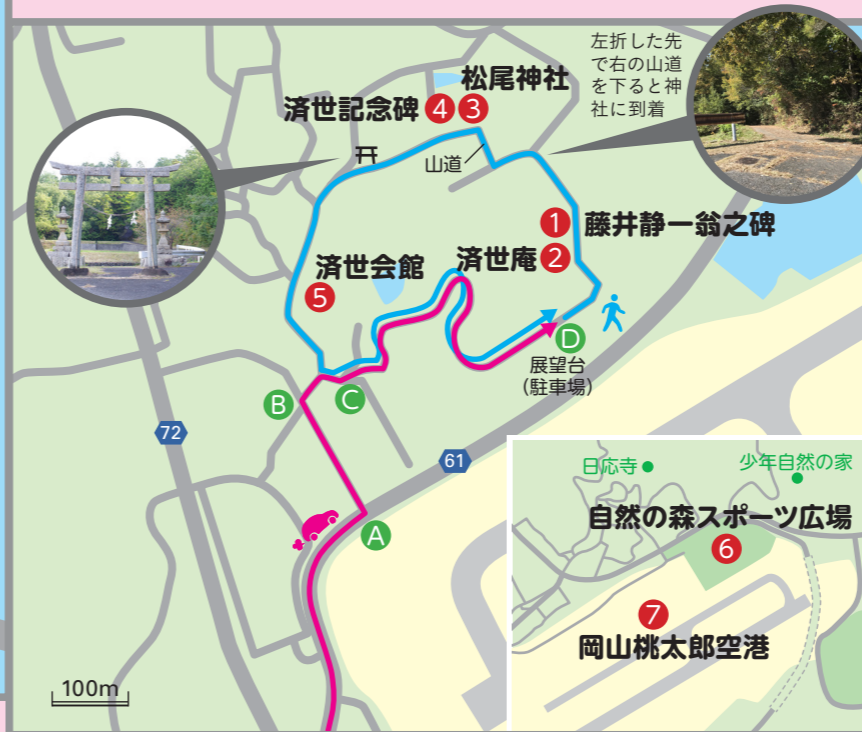 左折した先
で右の山道
を下ると神
社に到着
松尾神社
済世記念碑 4 3
山道
1 藤井静一翁之碑
済世庵 2
済世会館
5
D
展望台
（駐車場）
B
C
72
61
A
100m
日応寺
少年自然の家
自然の森スポーツ広場
6
7
岡山桃太郎空港